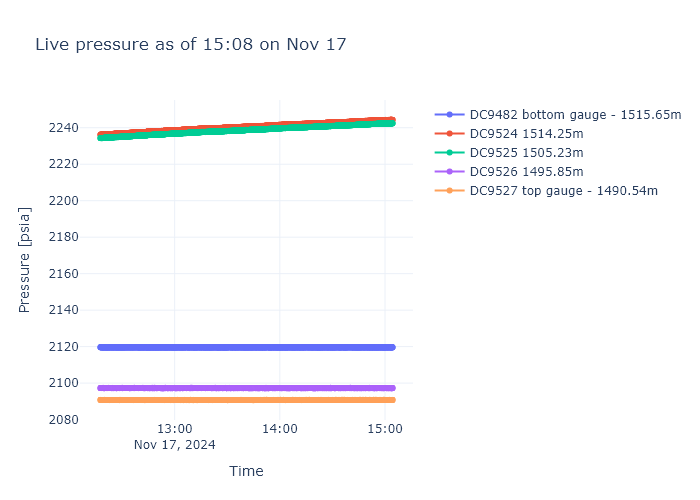 Live pressure as of 15:08 on Nov 17
DC9482 bottom gauge - 1515.65m
DC9524 1514.25m
DC9525 1505.23m
DC9526 1495.85m
DC9527 top gauge - 1490.54m
Pressure [psia]
2240
2220
2200
2180
2160
2140
2120
2100
2080
13:00
14:00
15:00
Nov 17, 2024
Time